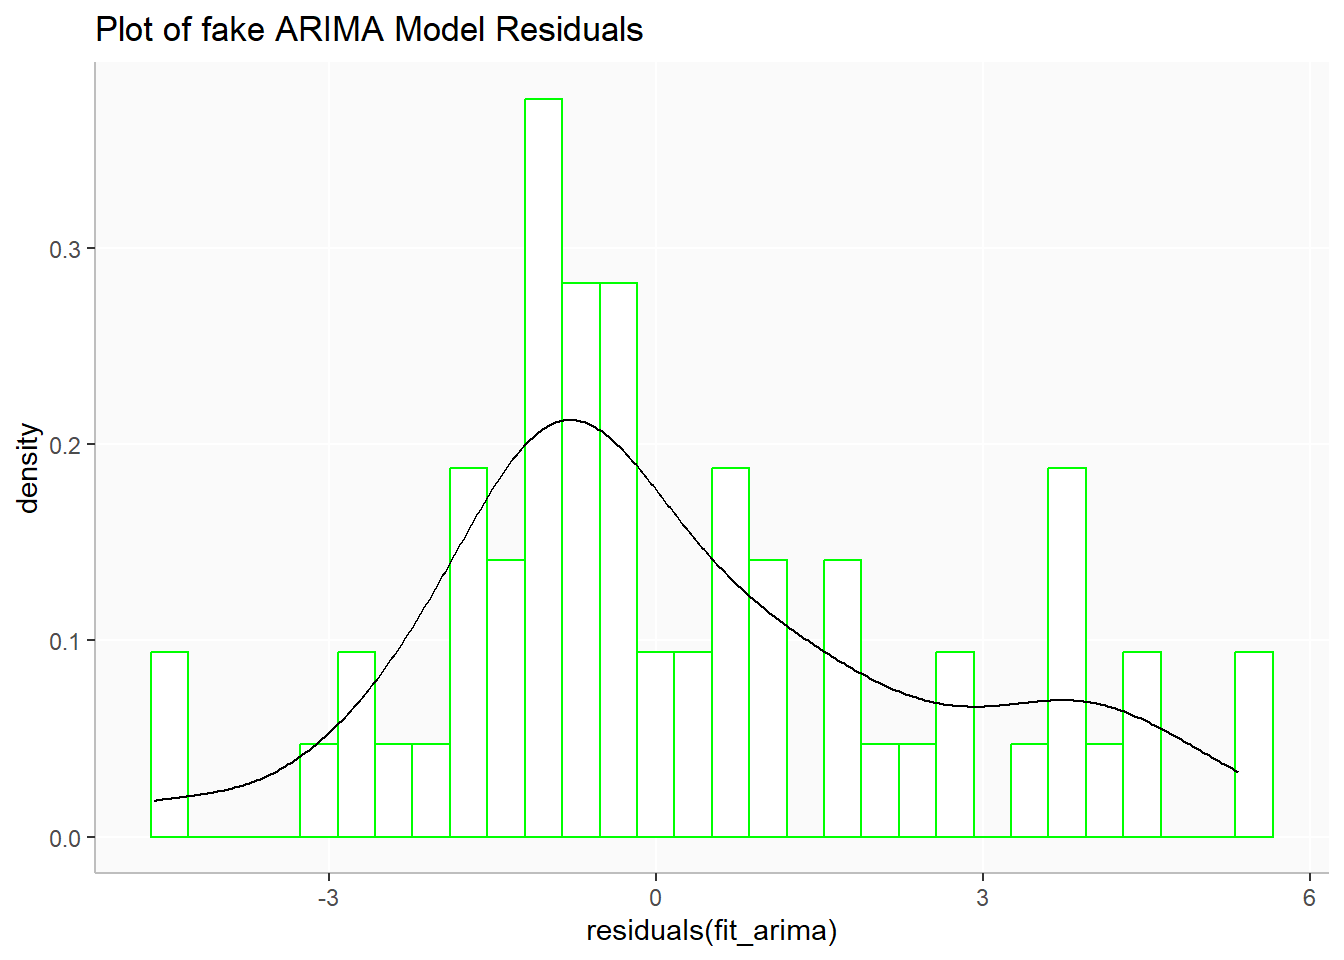 Plot of fake ARIMA Model Residuals
density
0.3
0.2
0.1
0.0
-3
0
3
6
residuals(fit_arima)